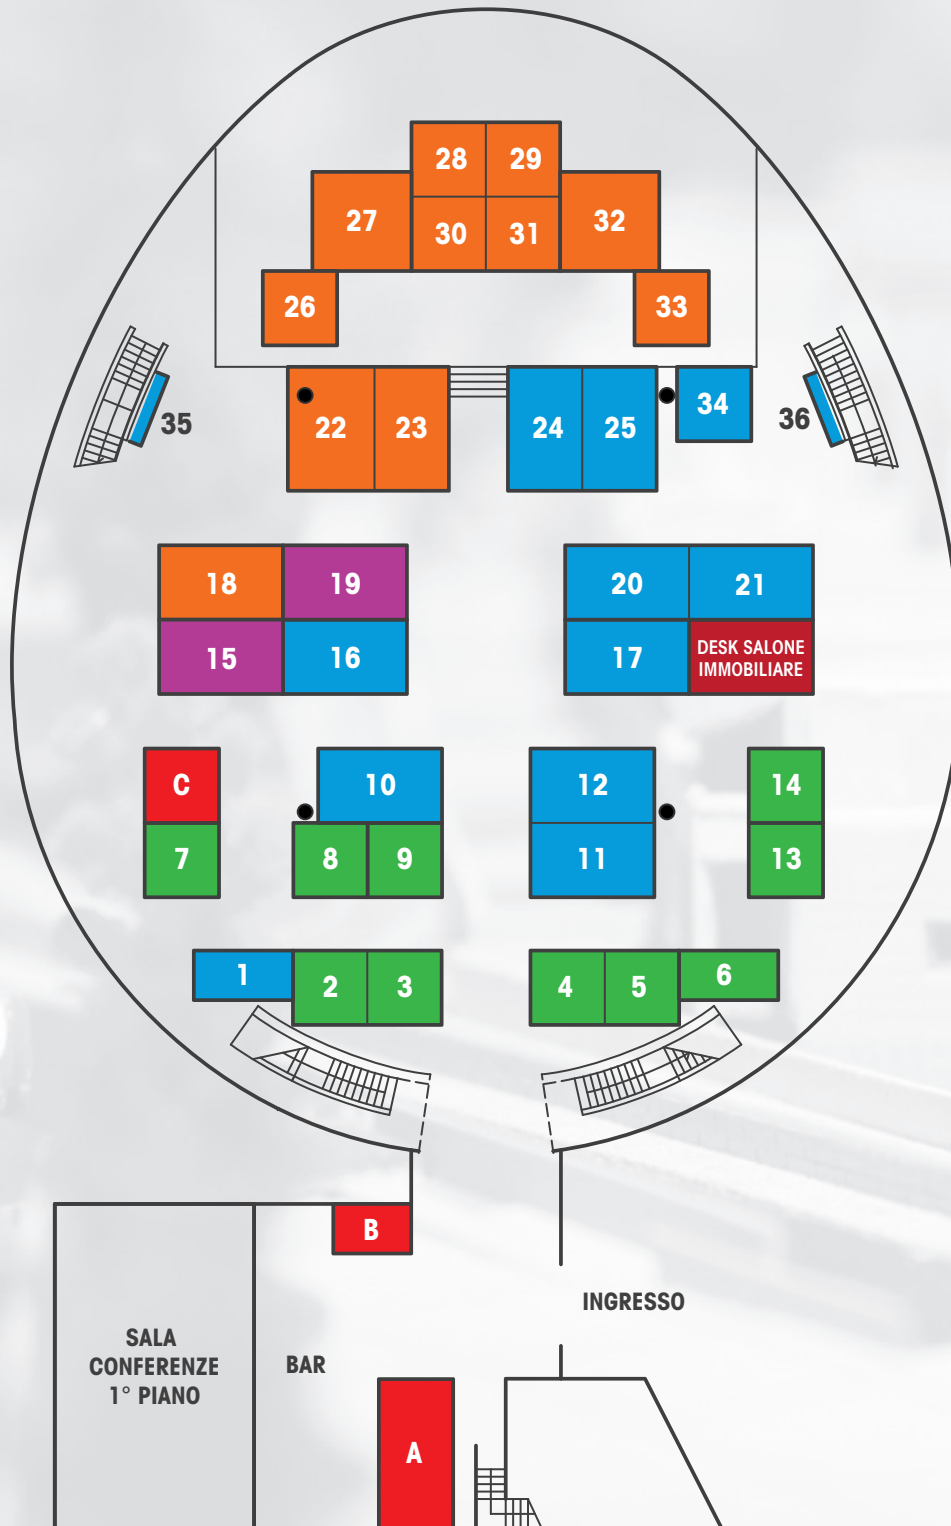 28 29
27 30 31 32
26 33
22 23 24 25 34
35 36
18 19 20 21
15 16 17 DESK SALONE
IMMOBILIARE
C 10 12 14
7 8 9 11 13
1 2 3 4 5 6
B
INGRESSO
SALA
CONFERENZE
1° PIANO
BAR
A